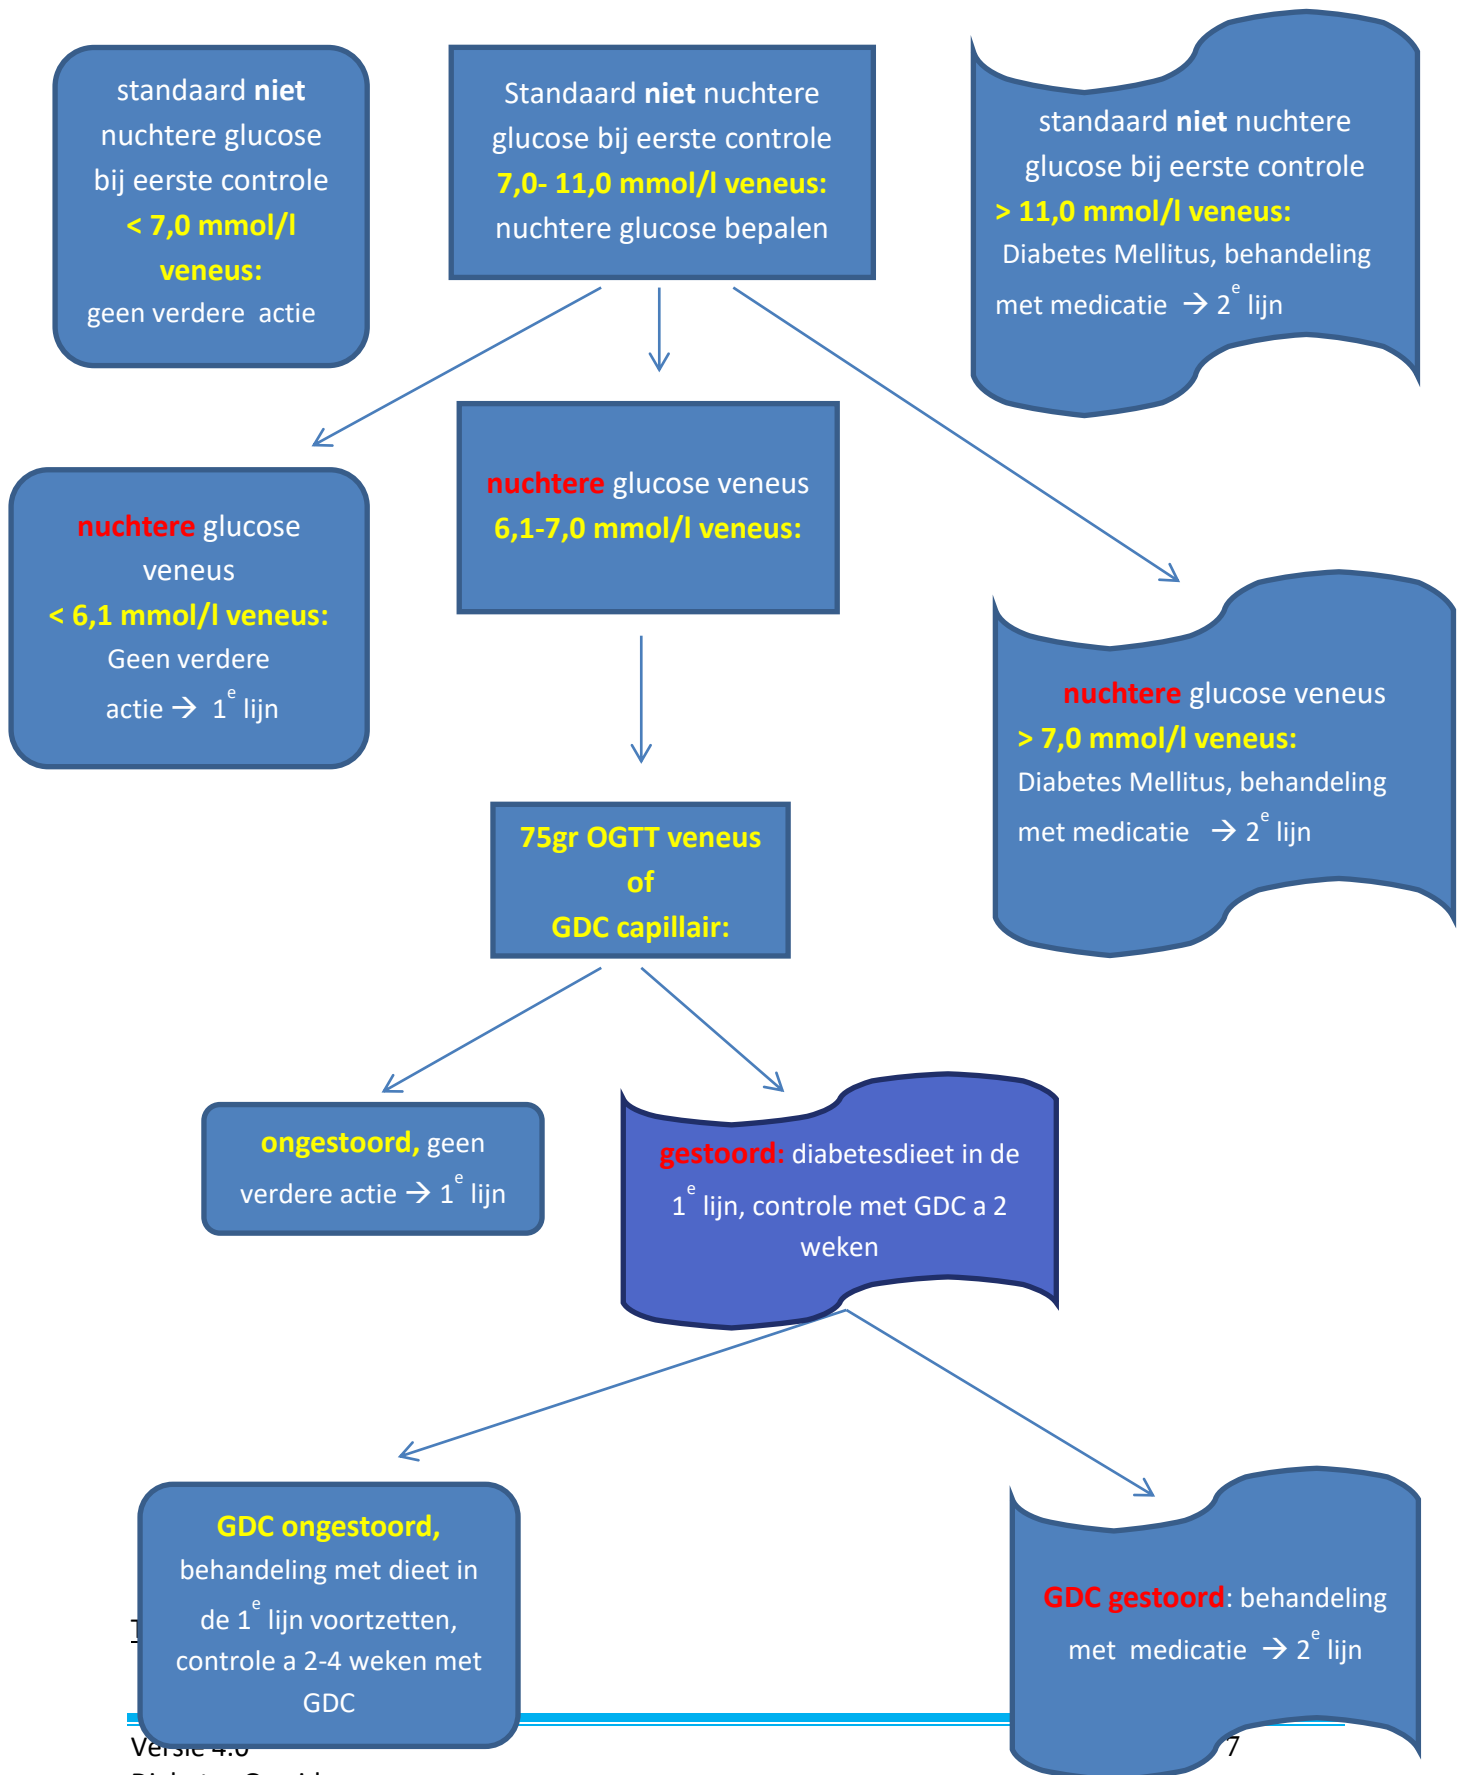 standaard niet
nuchtere glucose
bij eerste controle
< 7,0 mmol/l
veneus:
geen verdere actie
Standaard niet nuchtere
glucose bij eerste controle
7,0- 11,0 mmol/l veneus:
nuchtere glucose bepalen
standaard niet nuchtere
glucose bij eerste controle
> 11,0 mmol/l veneus:
Diabetes Mellitus, behandeling
met medicatie → 2e lijn
nuchtere glucose
veneus
< 6,1 mmol/l veneus:
Geen verdere
actie → 1e lijn
nuchtere glucose veneus
6,1-7,0 mmol/l veneus:
nuchtere glucose veneus
> 7,0 mmol/l veneus:
Diabetes Mellitus, behandeling
met medicatie → 2e lijn
75gr OGTT veneus
of
GDC capillair:
ongestoord, geen
verdere actie → 1e lijn
gestoord: diabetesdieet in de
1e lijn, controle met GDC a 2
weken
GDC ongestoord,
behandeling met dieet in
de 1e lijn voortzetten,
controle a 2-4 weken met
GDC
GDC gestoord: behandeling
met medicatie → 2e lijn
Versie
7